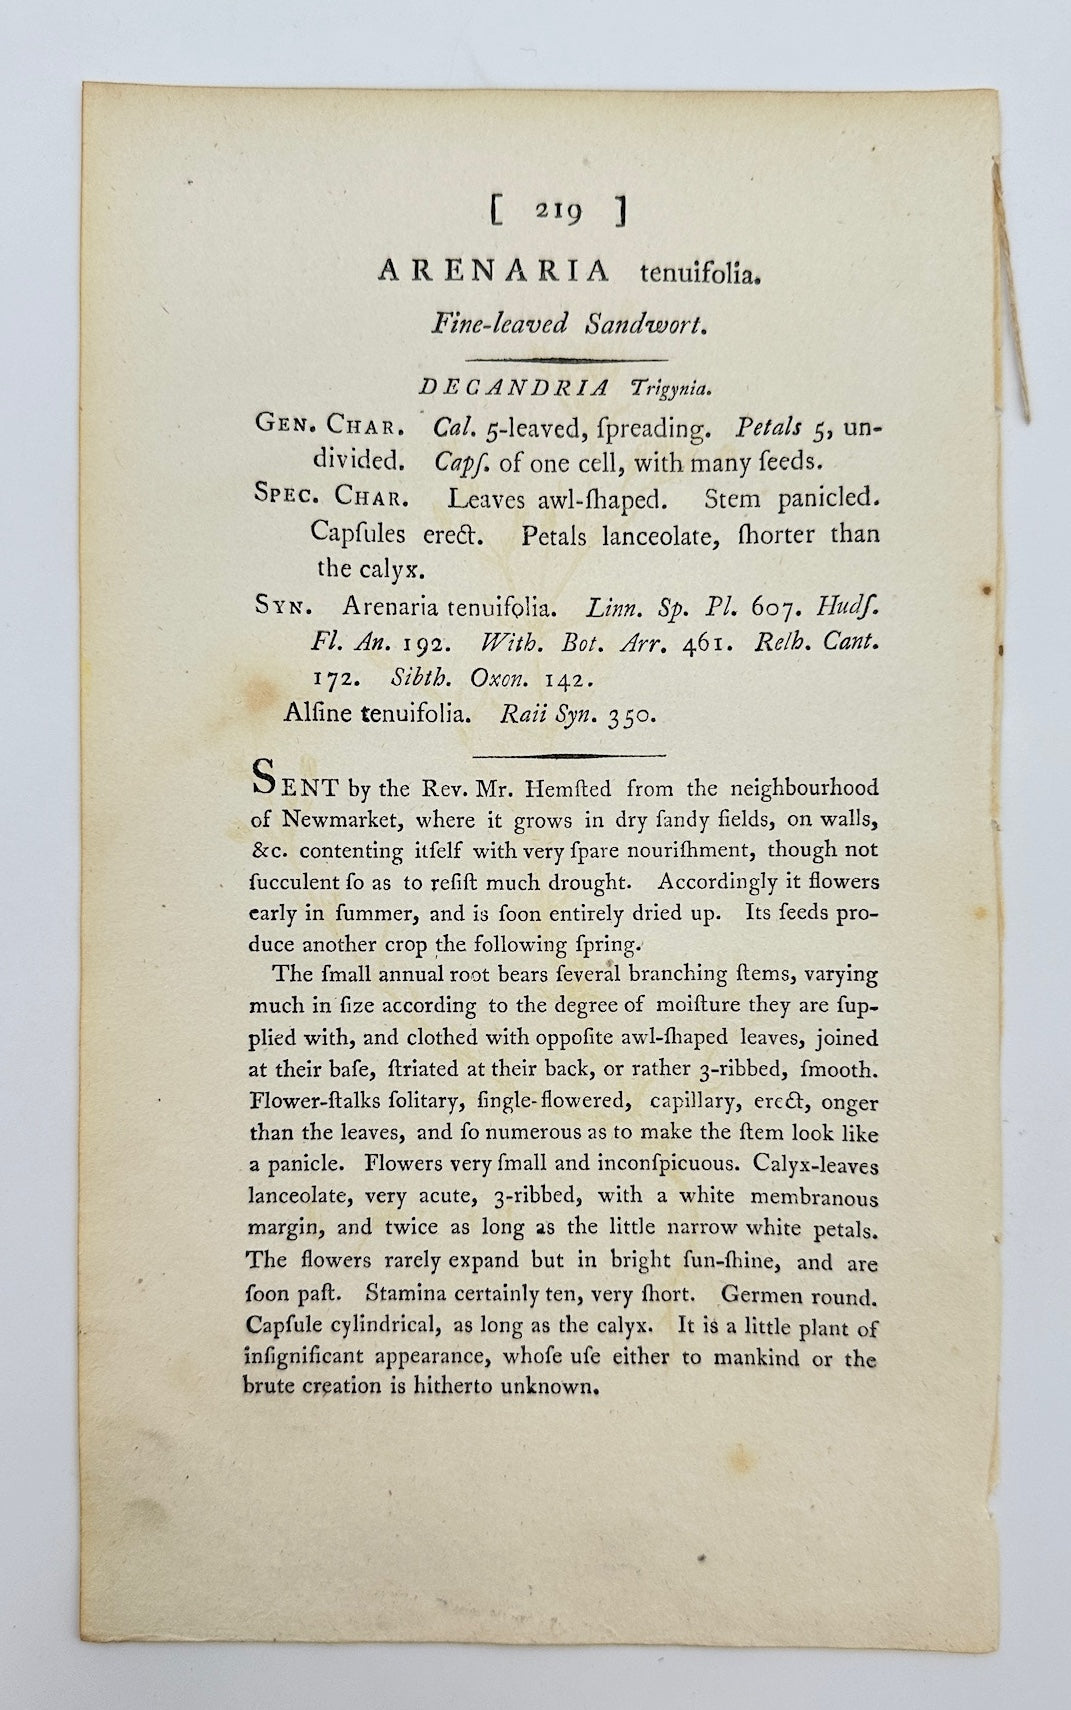 [ 219 ]
ARENARIA tenuifolia.
Fine-leaved Sandwort.
DECANDRIA Trigynia.
GEN. CHAR. Cal. 5-leaved, ſpreading. Petals 5, un-
divided. Capſ. of one cell, with many ſeeds.
SPEC. CHAR. Leaves awl-ſhaped. Stem panicled.
Capſules erect. Petals lanceolate, ſhorter than
the calyx.
SYN. Arenaria tenuifolia. Linn. Sp. Pl. 607. Hudſ.
Fl. An. 192. With. Bot. Arr. 461. Relh. Cant.
172. Sibth. Oxon. 142.
Alſine tenuifolia. Raii Syn. 350.
SENT by the Rev. Mr. Hemſted from the neighbourhood
of Newmarket, where it grows in dry ſandy fields, on walls,
&c. contenting itſelf with very ſpare nouriſhment, though not
ſucculent ſo as to reſiſt much drought. Accordingly it flowers
early in ſummer, and is ſoon entirely dried up. Its ſeeds pro-
duce another crop the following ſpring.
The ſmall annual root bears ſeveral branching ſtems, varying
much in ſize according to the degree of moiſture they are ſup-
plied with, and clothed with oppoſite awl-ſhaped leaves, joined
at their baſe, ſtriated at their back, or rather 3-ribbed, ſmooth.
Flower-ſtalks ſolitary, ſingle-flowered, capillary, erect, onger
than the leaves, and ſo numerous as to make the ſtem look like
a panicle. Flowers very ſmall and inconſpicuous. Calyx-leaves
lanceolate, very acute, 3-ribbed, with a white membranous
margin, and twice as long as the little narrow white petals.
The flowers rarely expand but in bright ſun-ſhine, and are
ſoon paſt. Stamina certainly ten, very ſhort. Germen round.
Capſule cylindrical, as long as the calyx. It is a little plant of
inſignificant appearance, whoſe uſe either to mankind or the
brute creation is hitherto unknown.